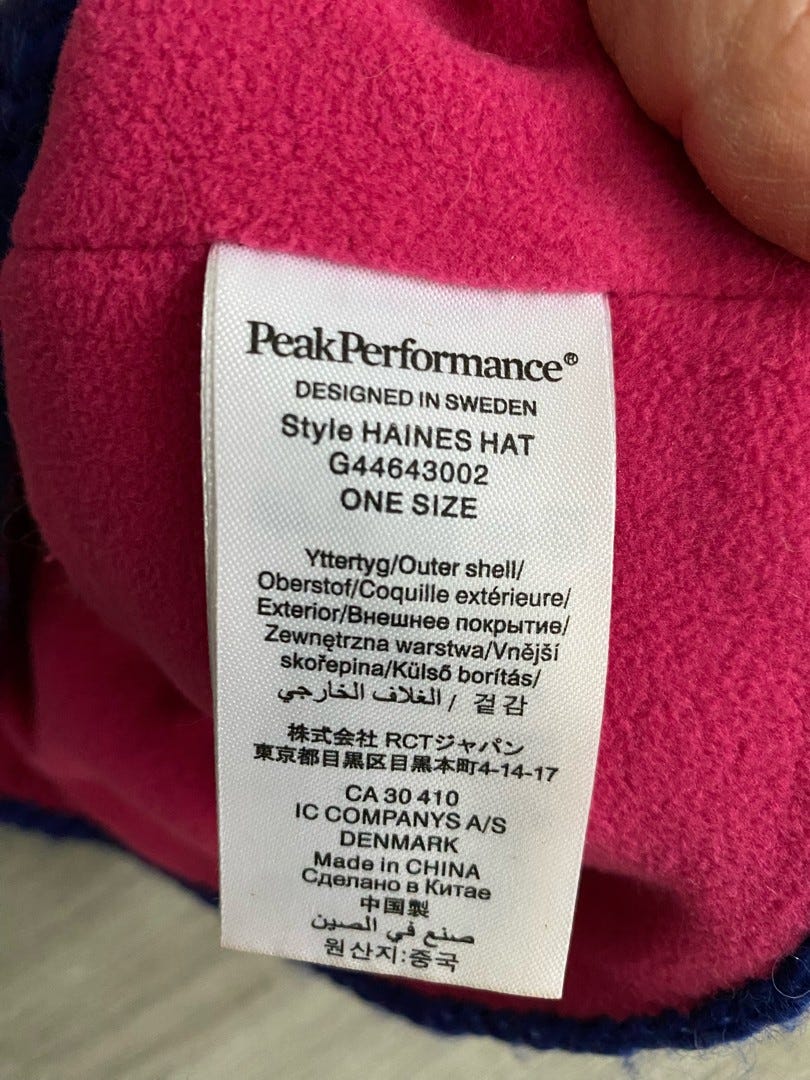 PeakPerformance®
DESIGNED IN SWEDEN
Style HAINES HAT
G44643002
ONE SIZE
Yttertyg/Outer shell/
Oberstof/Coquille extérieure/
Exterior/Внешнее покрытие/
Zewnętrzna warstwa/Vnější
skořepina/Külső borítás/
الغلاف الخارجي / 겉감
株式会社 RCTジャパン
東京都目黒区目黒本町4-14-17
CA 30 410
IC COMPANYS A/S
DENMARK
Made in CHINA
Сделано в Китае
中国製
صنع في الصين
원산지:중국